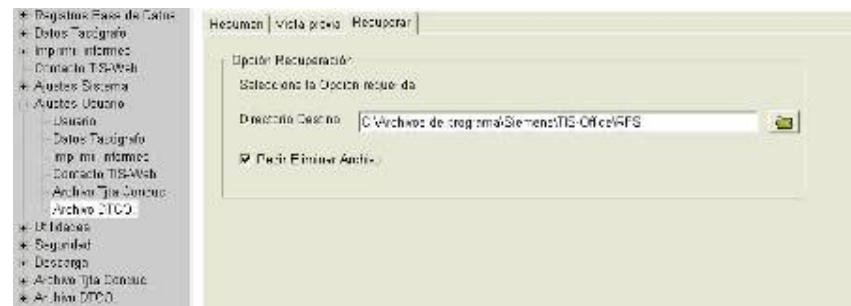 Registros Base de Datos
Datos Tacógrafo
Imprimir Informes
Contacto TIS-Web
Ajustes Sistema
Ajustes Usuario
Usuario
Datos Tacógrafo
Imprimir Informes
Contacto TIS-Web
Archivo Tjta Conduc
Archivo DTCO
Utilidades
Seguridad
Descarga
Archivo Tjta Conduc
Archivo DTCO
Resumen Vista previa Recuperar
Opción Recuperación
Selecciona la Opción requerida
Directorio Destino C:\Archivos de programa\Siemens\TIS-Office\RFS
Pedir Eliminar Archivo